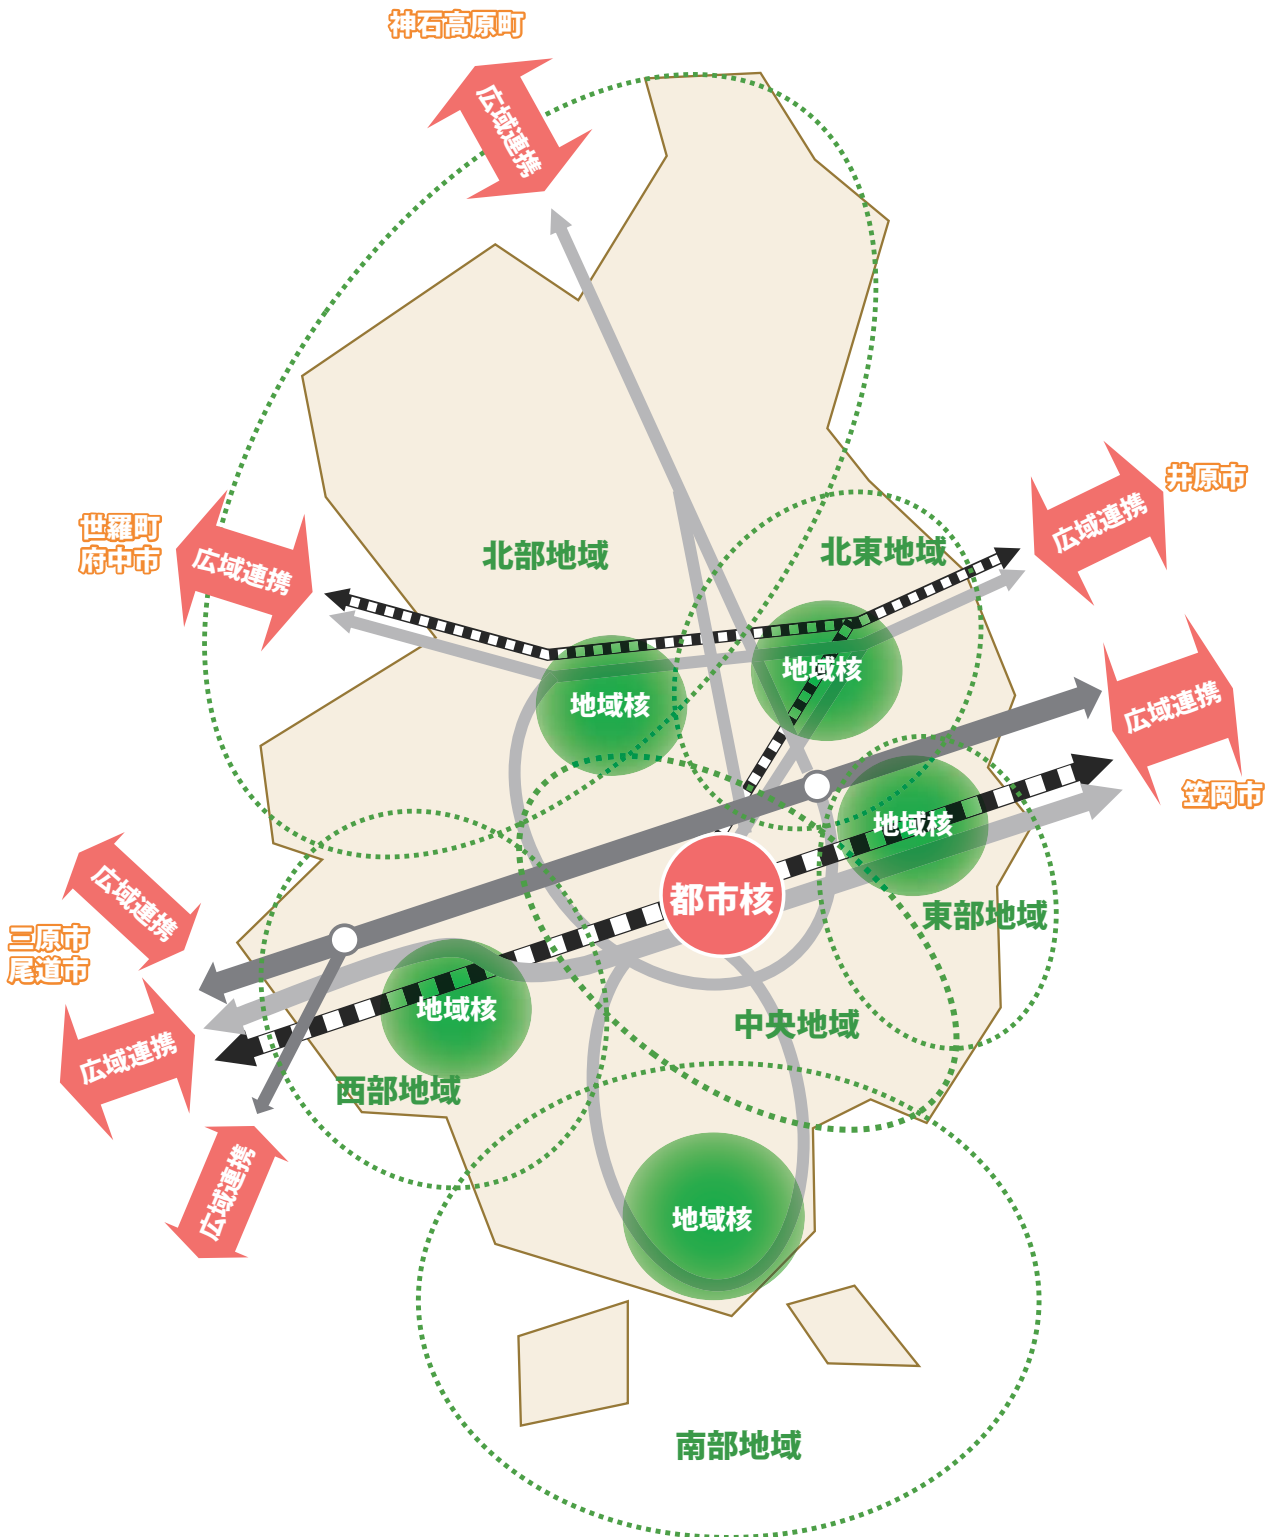 神石高原町
広域連携
井原市
広域連携
世羅町
府中市
広域連携
北部地域
北東地域
地域核
地域核
広域連携
笠岡市
地域核
都市核
東部地域
広域連携
三原市
尾道市
地域核
中央地域
広域連携
西部地域
広域連携
地域核
南部地域